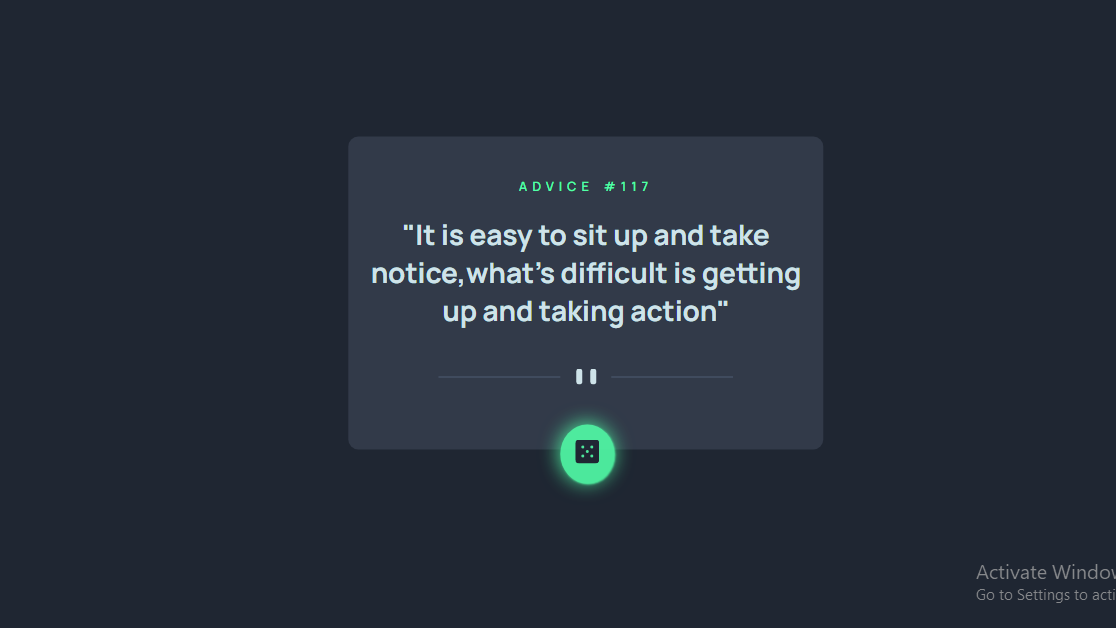 ADVICE #117
"It is easy to sit up and take
notice,what's difficult is getting
up and taking action"
Activate Window
Go to Settings to acti